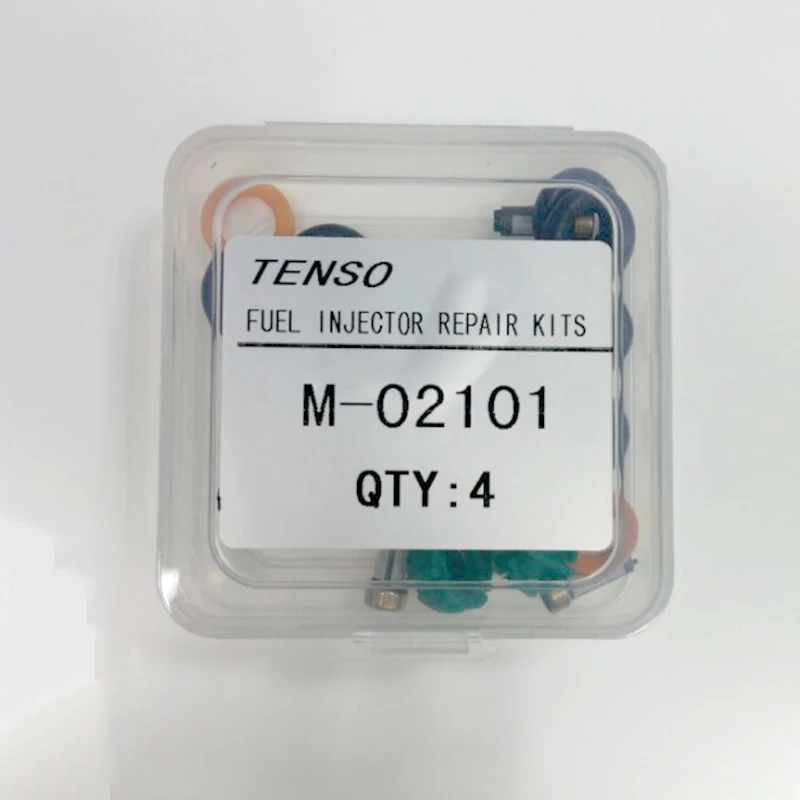 TENSO
FUEL INJECTOR REPAIR KITS
M-02101
QTY:4